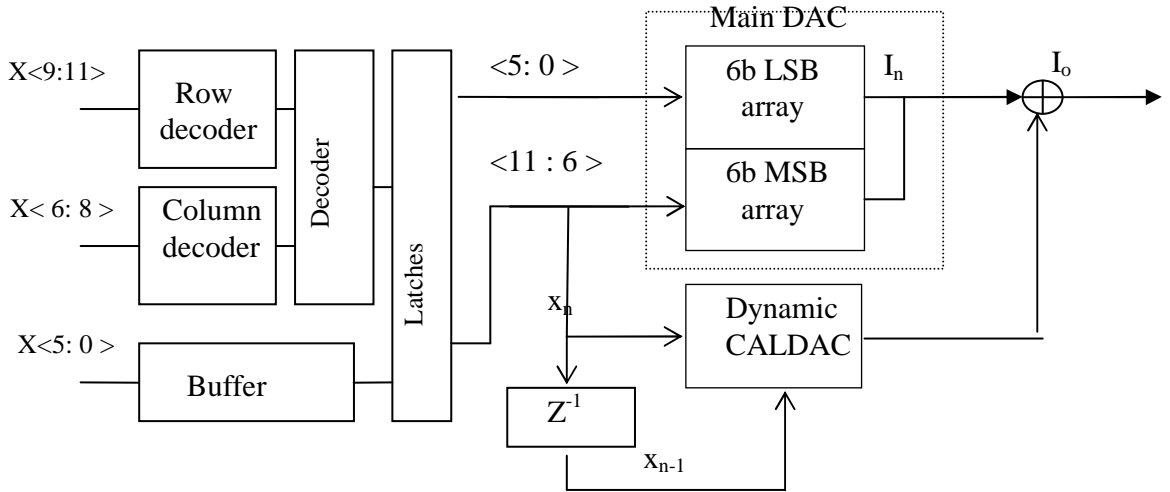 Main DAC
X<9:11>
Row
decoder
Decoder
Latches
<5: 0 >
6b LSB
array
I_n
I_o
<11 : 6 >
6b MSB
array
X< 6: 8 >
Column
decoder
x_n
Dynamic
CALDAC
X<5: 0 >
Buffer
Z^-1
x_n-1